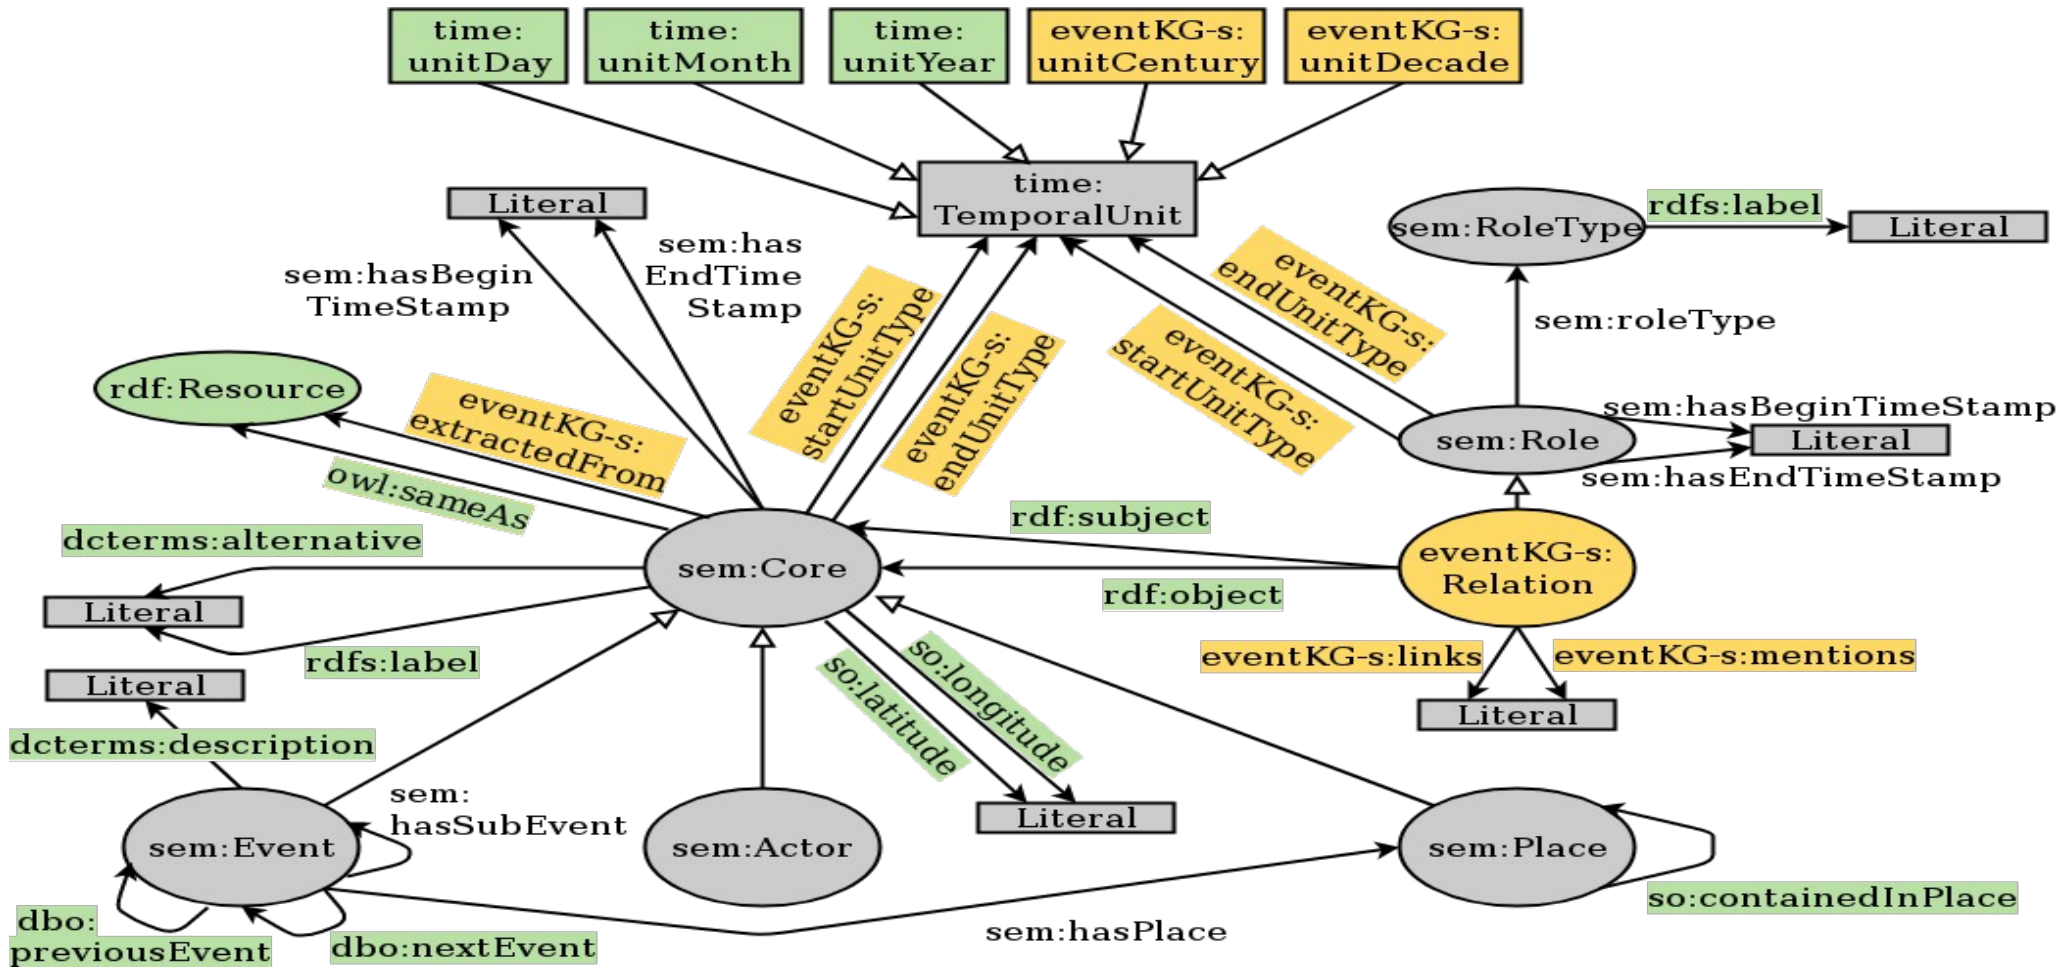 time:
unitDay
time:
unitMonth
time:
unitYear
eventKG-s:
unitCentury
eventKG-s:
unitDecade
time:
TemporalUnit
Literal
sem:hasBegin
TimeStamp
sem:has
EndTime
Stamp
eventKG-s:
startUnitType
eventKG-s:
endUnitType
eventKG-s:
startUnitType
eventKG-s:
endUnitType
sem:RoleType
rdfs:label
Literal
sem:roleType
rdf:Resource
eventKG-s:
extractedFrom
owl:sameAs
sem:Role
sem:hasBeginTimeStamp
Literal
sem:hasEndTimeStamp
dcterms:alternative
Literal
rdfs:label
sem:Core
rdf:subject
rdf:object
eventKG-s:
Relation
eventKG-s:links
eventKG-s:mentions
Literal
Literal
dcterms:description
so:latitude
so:longitude
Literal
sem:Event
sem:
hasSubEvent
sem:Actor
sem:Place
so:containedInPlace
dbo:
previousEvent
dbo:nextEvent
sem:hasPlace